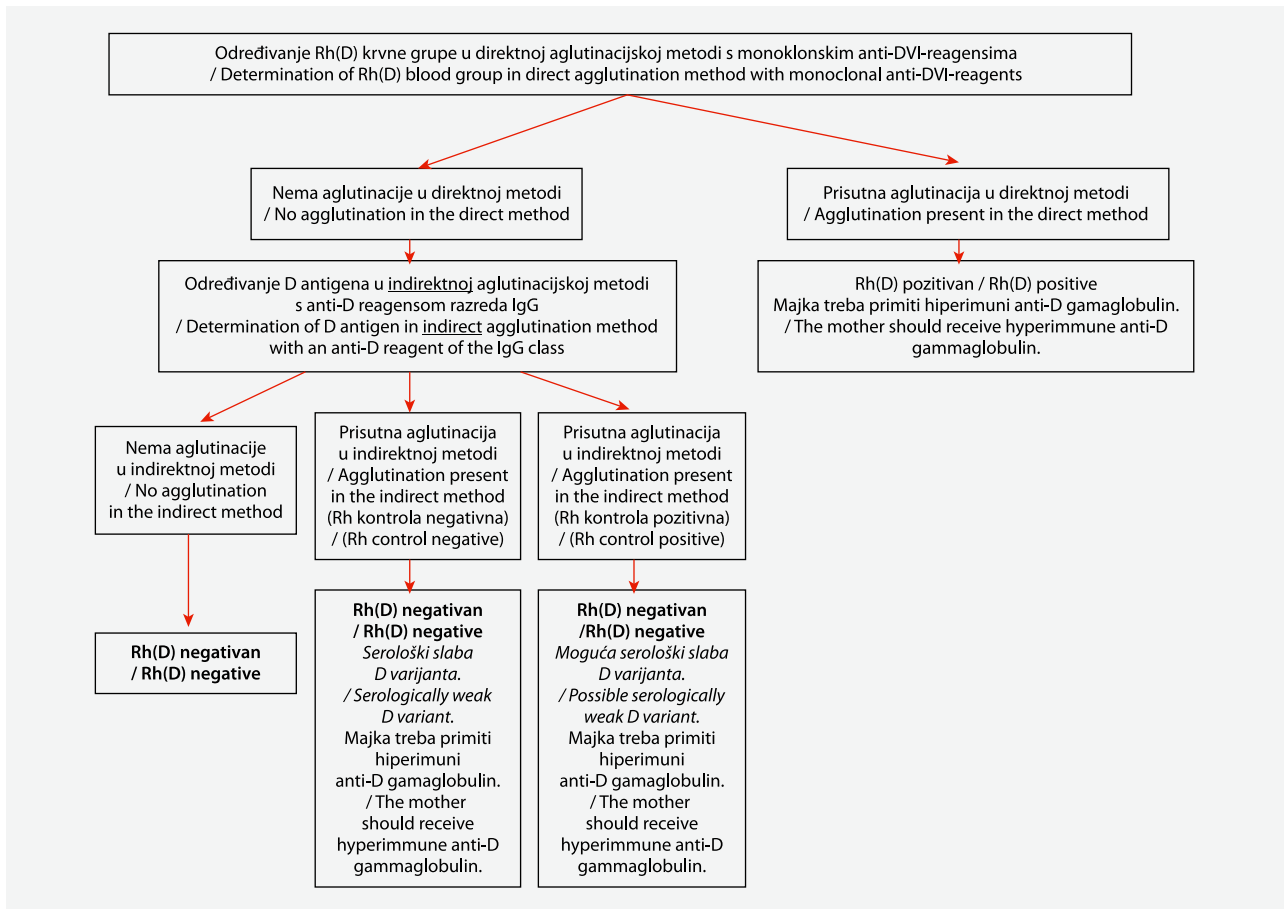 Određivanje Rh(D) krvne grupe u direktnoj aglutinacijskoj metodi s monoklonskim anti-DVI-reagensima
/ Determination of Rh(D) blood group in direct agglutination method with monoclonal anti-DVI-reagents
Nema aglutinacije u direktnoj metodi
/ No agglutination in the direct method
Prisutna aglutinacija u direktnoj metodi
/ Agglutination present in the direct method
Određivanje D antigena u indirektnoj aglutinacijskoj metodi
s anti-D reagensom razreda IgG
/ Determination of D antigen in indirect agglutination method
with an anti-D reagent of the IgG class
Rh(D) pozitivan / Rh(D) positive
Majka treba primiti hiperimuni anti-D gamaglobulin.
/ The mother should receive hyperimmune anti-D
gammaglobulin.
Nema aglutinacije
u indirektnoj metodi
/ No agglutination
in the indirect method
Prisutna aglutinacija
u indirektnoj metodi
/ Agglutination present
in the indirect method
(Rh kontrola negativna)
/ (Rh control negative)
Prisutna aglutinacija
u indirektnoj metodi
/ Agglutination present
in the indirect method
(Rh kontrola pozitivna)
/ (Rh control positive)
Rh(D) negativan
/ Rh(D) negative
Rh(D) negativan
/ Rh(D) negative
Serološki slaba
D varijanta.
/ Serologically weak
D variant.
Majka treba primiti
hiperimuni
anti-D gamaglobulin.
/ The mother
should receive
hyperimmune anti-D
gammaglobulin.
Rh(D) negativan
/Rh(D) negative
Moguća serološki slaba
D varijanta.
/ Possible serologically
weak D variant.
Majka treba primiti
hiperimuni
anti-D gamaglobulin.
/ The mother
should receive
hyperimmune anti-D
gammaglobulin.